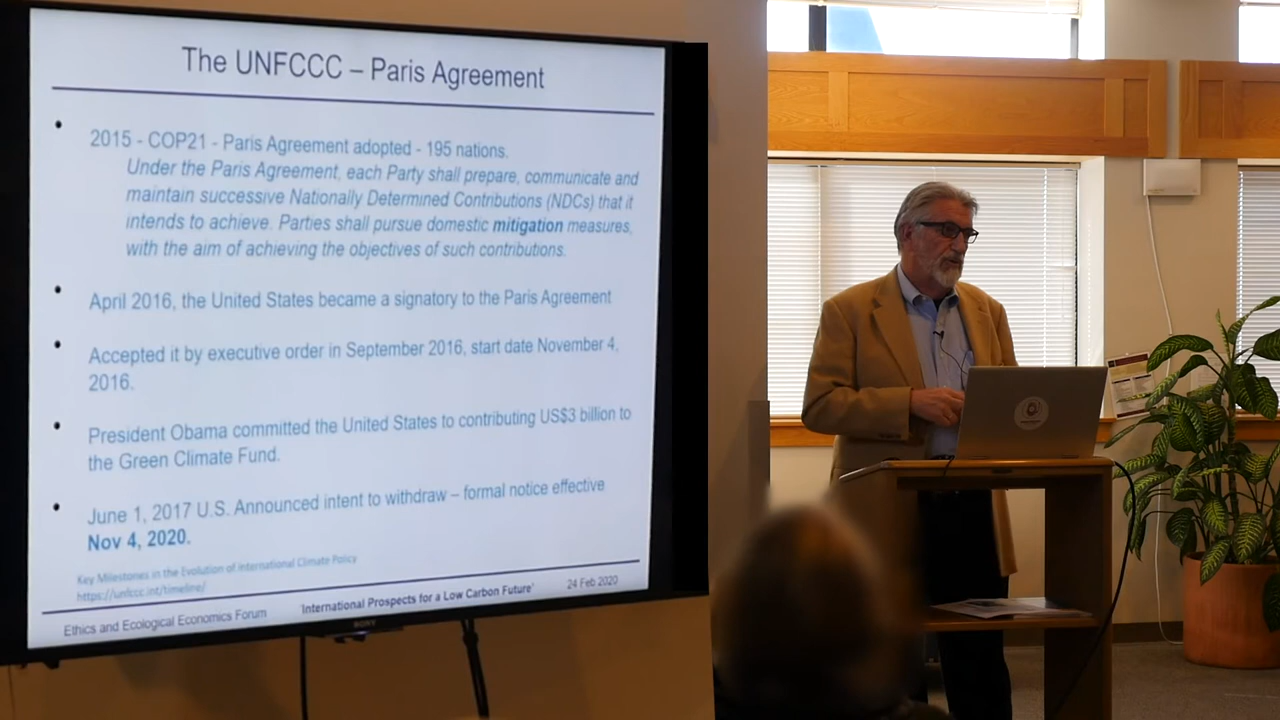 The UNFCCC – Paris Agreement
• 2015 - COP21 - Paris Agreement adopted - 195 nations.
Under the Paris Agreement, each Party shall prepare, communicate and
maintain successive Nationally Determined Contributions (NDCs) that it
intends to achieve. Parties shall pursue domestic mitigation measures,
with the aim of achieving the objectives of such contributions.
• April 2016, the United States became a signatory to the Paris Agreement
• Accepted it by executive order in September 2016, start date November 4,
2016.
• President Obama committed the United States to contributing US$3 billion to
the Green Climate Fund.
• June 1, 2017 U.S. Announced intent to withdraw – formal notice effective
Nov 4, 2020.
Key Milestones in the Evolution of International Climate Policy
https://unfccc.int/timeline/
Ethics and Ecological Economics Forum 'International Prospects for a Low Carbon Future' 24 Feb 2020
SONY